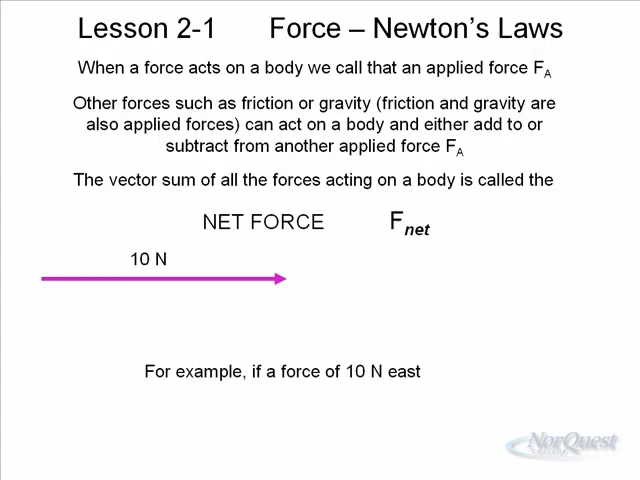 Lesson 2-1 Force – Newton's Laws
When a force acts on a body we call that an applied force FA
Other forces such as friction or gravity (friction and gravity are
also applied forces) can act on a body and either add to or
subtract from another applied force FA
The vector sum of all the forces acting on a body is called the
NET FORCE Fnet
10 N
For example, if a force of 10 N east
NorQuest